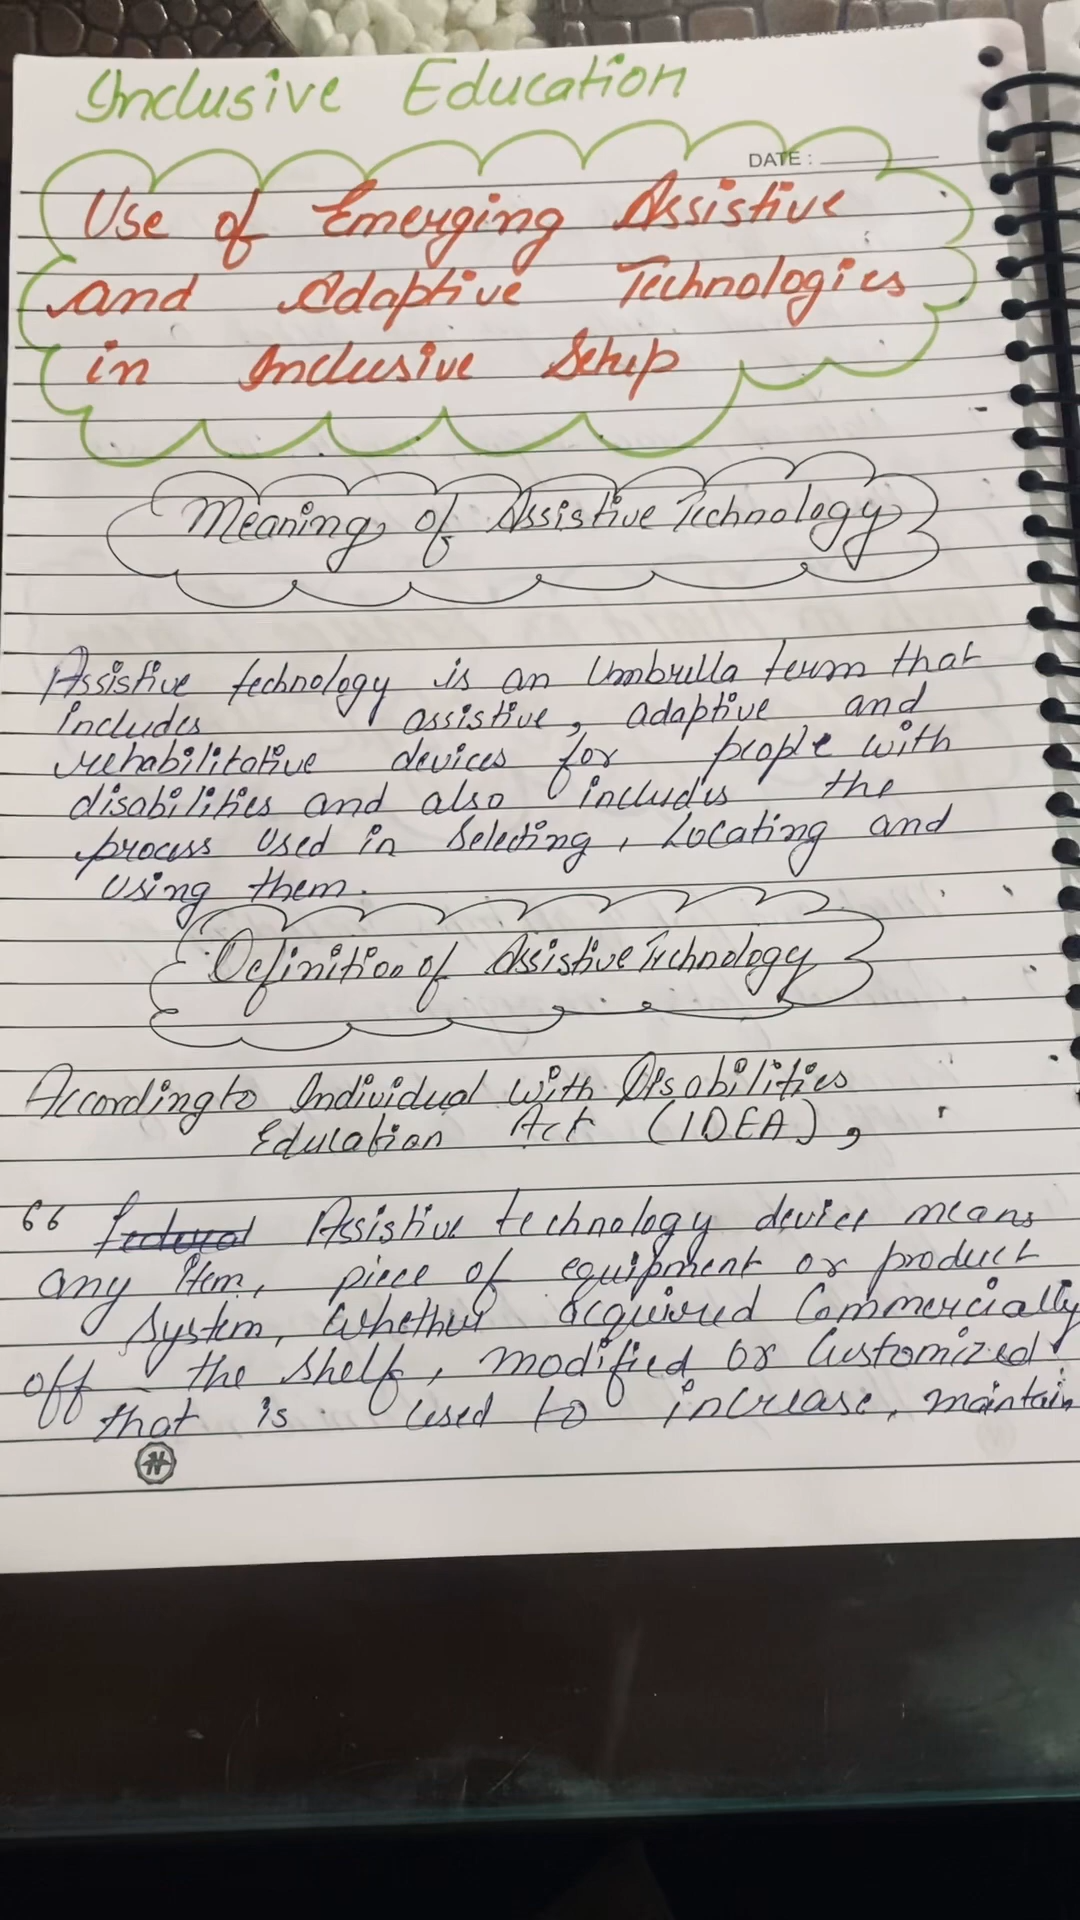 Inclusive Education
DATE :
Use of Emerging Assistive
and Adaptive Technologies
in Inclusive Setup
Meaning of Assistive Technology
Assistive technology is an Umbrella term that
includes assistive, adaptive and
rehabilitative devices for people with
disabilities and also includes the
process used in Selecting, Locating and
using them.
Definition of Assistive Technology
According to Individual With Disabilities
Education Act (IDEA),
66 Federal Assistive technology device means
any item, piece of equipment or product
System, Whether acquired Commercially
off - the shelf, modified or Customized
that is used to increase, maintain